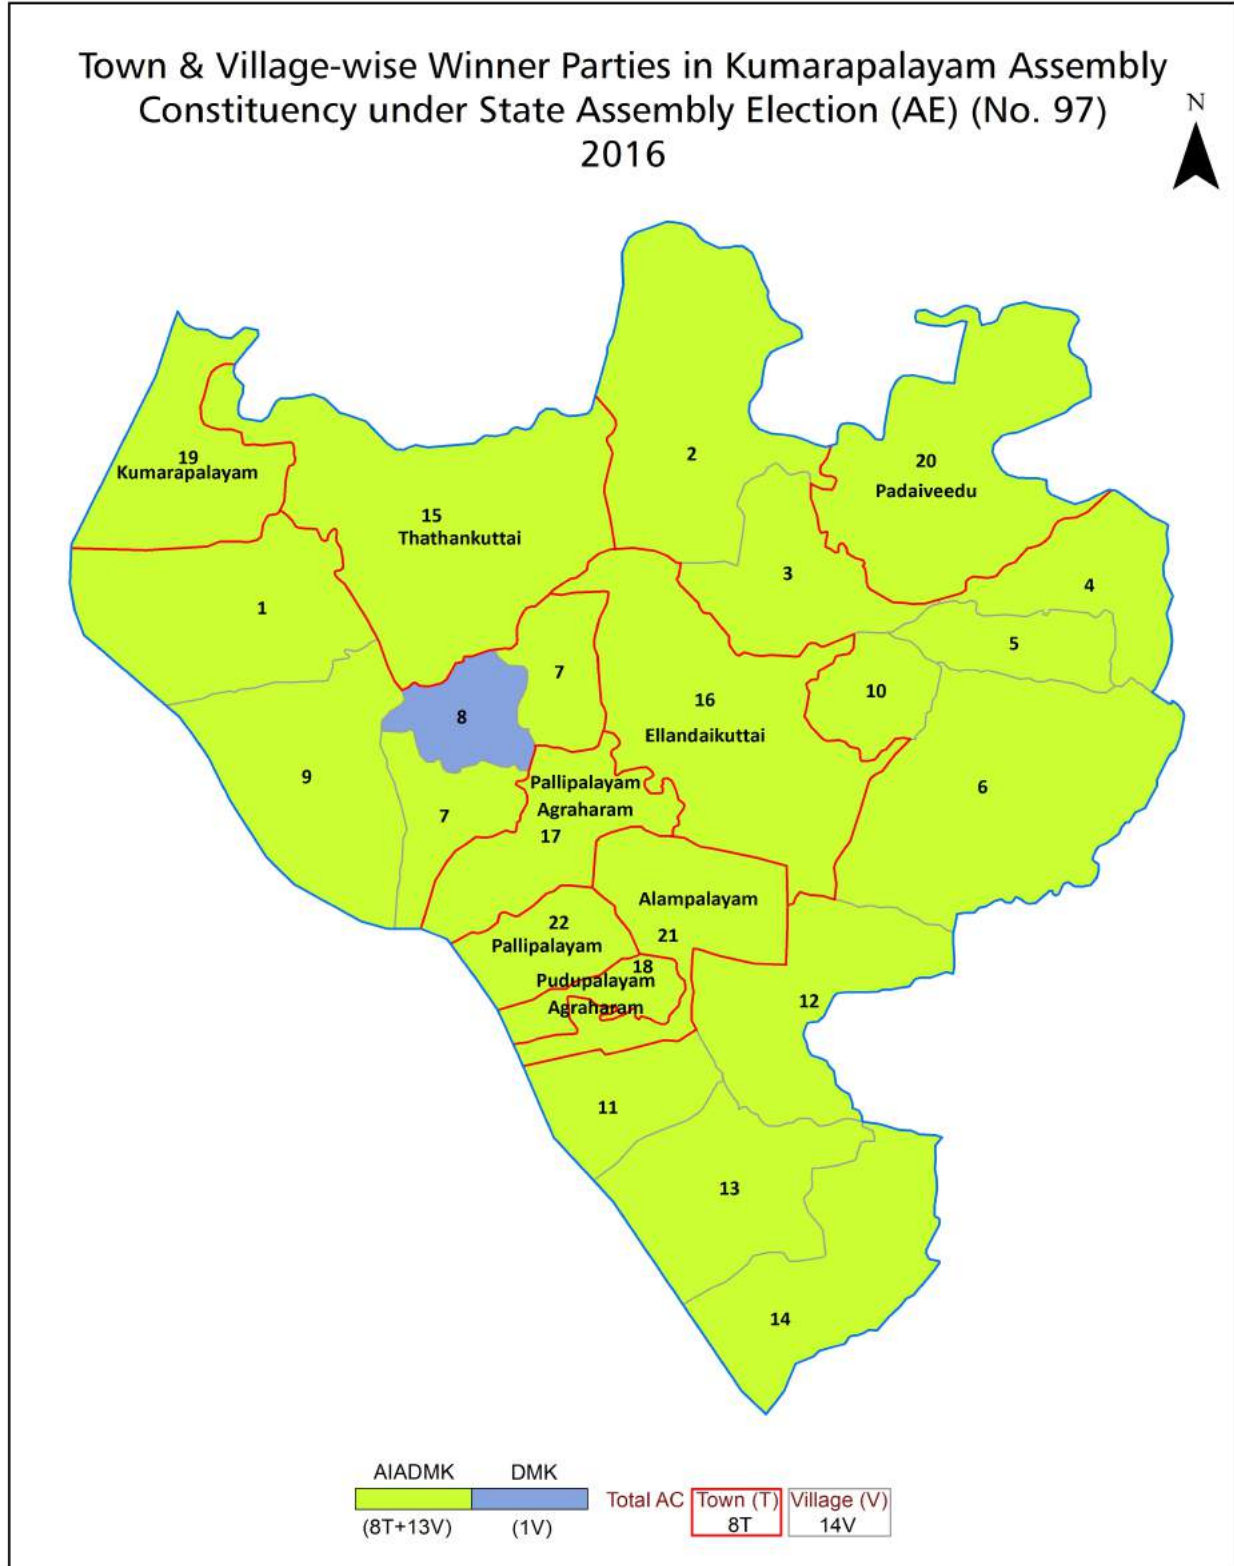 Town & Village-wise Winner Parties in Kumarapalayam Assembly
Constituency under State Assembly Election (AE) (No. 97)
2016
N
19
Kumarapalayam
2
20
Padaiveedu
15
Thathankuttai
3
4
1
5
7
10
16
Ellandaikuttai
8
9
6
7
Pallipalayam
Agraharam
17
Alampalayam
21
22
Pallipalayam
18
Pudupalayam
Agraharam
12
11
13
14
AIADMK DMK
(8T+13V) (1V)
Total AC Town (T) Village (V)
8T 14V